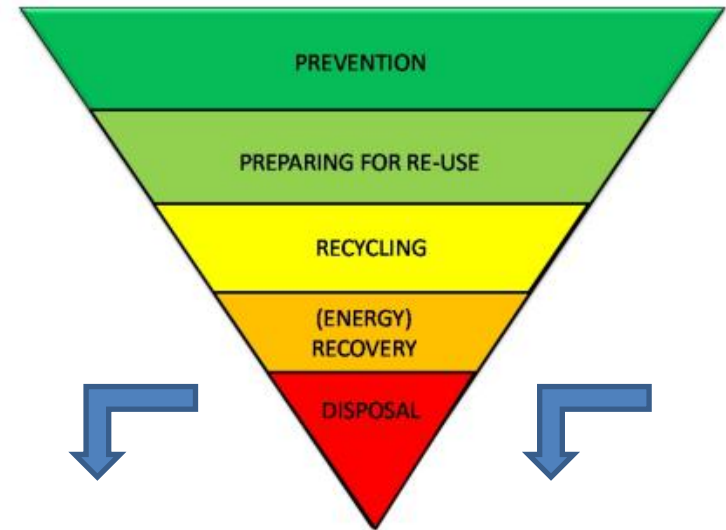 PREVENTION
PREPARING FOR RE-USE
RECYCLING
(ENERGY)
RECOVERY
DISPOSAL